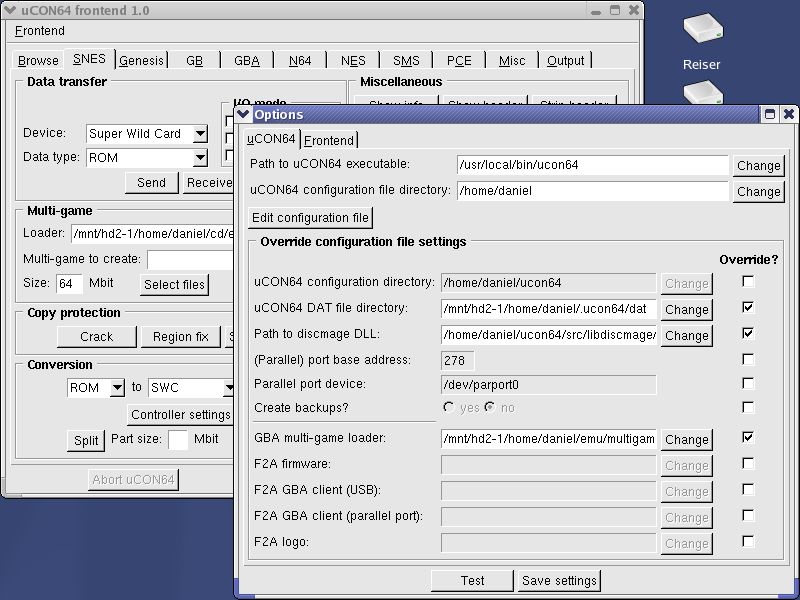 uCON64 frontend 1.0
Frontend
Browse SNES Genesis GB GBA N64 NES SMS PCE Misc Output
Data transfer
Miscellaneous
Device: Super Wild Card
Data type: ROM
Send Receive
Multi-game
Loader: /mnt/hd2-1/home/daniel/cd/e
Multi-game to create:
Size: 64 Mbit Select files
Copy protection
Crack Region fix
Conversion
ROM to SWC
Controller settings
Split Part size: Mbit
Abort uCON64
Reiser
Options
uCON64 Frontend
Path to uCON64 executable: /usr/local/bin/ucon64 Change
uCON64 configuration file directory: /home/daniel Change
Edit configuration file
Override configuration file settings
Override?
uCON64 configuration directory: /home/daniel/ucon64 Change
uCON64 DAT file directory: /mnt/hd2-1/home/daniel/.ucon64/dat Change
Path to discmage DLL: /home/daniel/ucon64/src/libdiscmage/ Change
(Parallel) port base address: 278
Parallel port device: /dev/parport0
Create backups? yes no
GBA multi-game loader: /mnt/hd2-1/home/daniel/emu/multigam Change
F2A firmware: Change
F2A GBA client (USB): Change
F2A GBA client (parallel port): Change
F2A logo: Change
Test Save settings